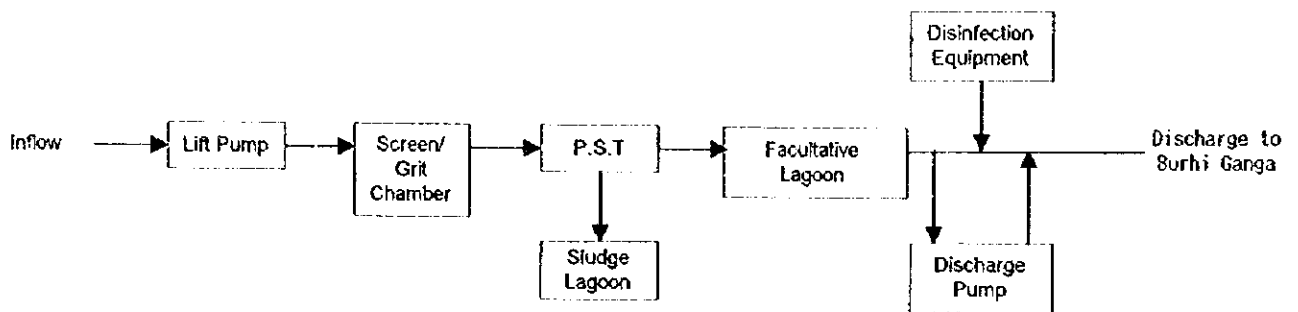 Disinfection
Equipment
Inflow
Lift Pump
Screen/
Grit
Chamber
P.S.T
Facultative
Lagoon
Discharge to
Burhi Ganga
Sludge
Lagoon
Discharge
Pump